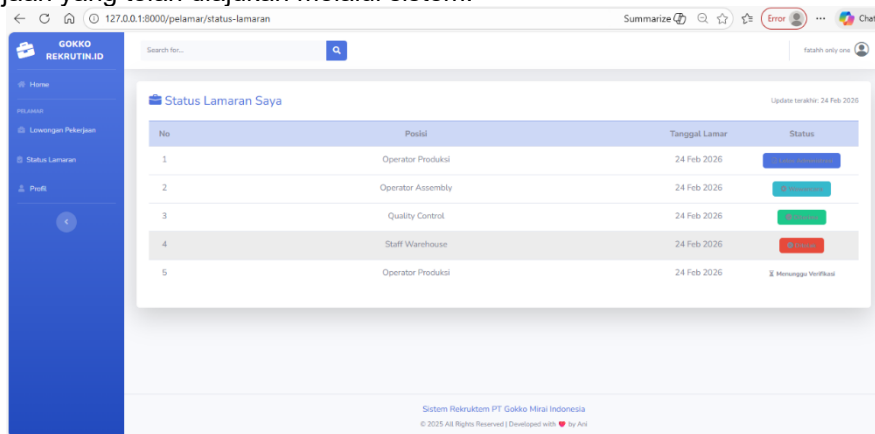 127.0.0.1:8000/pelamar/status-lamaran Summarize Error Chat
GOKKO
REKRUTIN.ID
Search for...
fatahh only one
Home
Status Lamaran Saya
Update terakhir: 24 Feb 2026
PELAMAR
Lowongan Pekerjaan
Status Lamaran
Profil
No Posisi Tanggal Lamar Status
1 Operator Produksi 24 Feb 2026
2 Operator Assembly 24 Feb 2026
3 Quality Control 24 Feb 2026
4 Staff Warehouse 24 Feb 2026
5 Operator Produksi 24 Feb 2026 Menunggu Verifikasi
Sistem Rekruktem PT Gokko Mirai Indonesia
© 2025 All Rights Reserved | Developed with ❤ by Ani